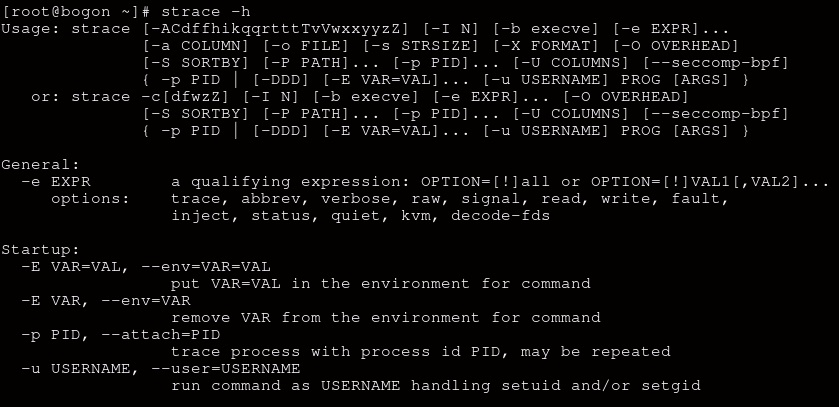 [root@bogon ~]# strace -h
Usage: strace [-ACdffhikqqrtttTvVwxxyyzZ] [-I N] [-b execve] [-e EXPR]...
              [-a COLUMN] [-o FILE] [-s STRSIZE] [-X FORMAT] [-O OVERHEAD]
              [-S SORTBY] [-P PATH]... [-p PID]... [-U COLUMNS] [--seccomp-bpf]
              { -p PID | [-DDD] [-E VAR=VAL]... [-u USERNAME] PROG [ARGS] }
   or: strace -c[dfwzZ] [-I N] [-b execve] [-e EXPR]... [-O OVERHEAD]
              [-S SORTBY] [-P PATH]... [-p PID]... [-U COLUMNS] [--seccomp-bpf]
              { -p PID | [-DDD] [-E VAR=VAL]... [-u USERNAME] PROG [ARGS] }

General:
  -e EXPR        a qualifying expression: OPTION=[!]all or OPTION=[!]VAL1[,VAL2]...
     options:    trace, abbrev, verbose, raw, signal, read, write, fault,
                 inject, status, quiet, kvm, decode-fds

Startup:
  -E VAR=VAL, --env=VAR=VAL
                 put VAR=VAL in the environment for command
  -E VAR, --env=VAR
                 remove VAR from the environment for command
  -p PID, --attach=PID
                 trace process with process id PID, may be repeated
  -u USERNAME, --user=USERNAME
                 run command as USERNAME handling setuid and/or setgid